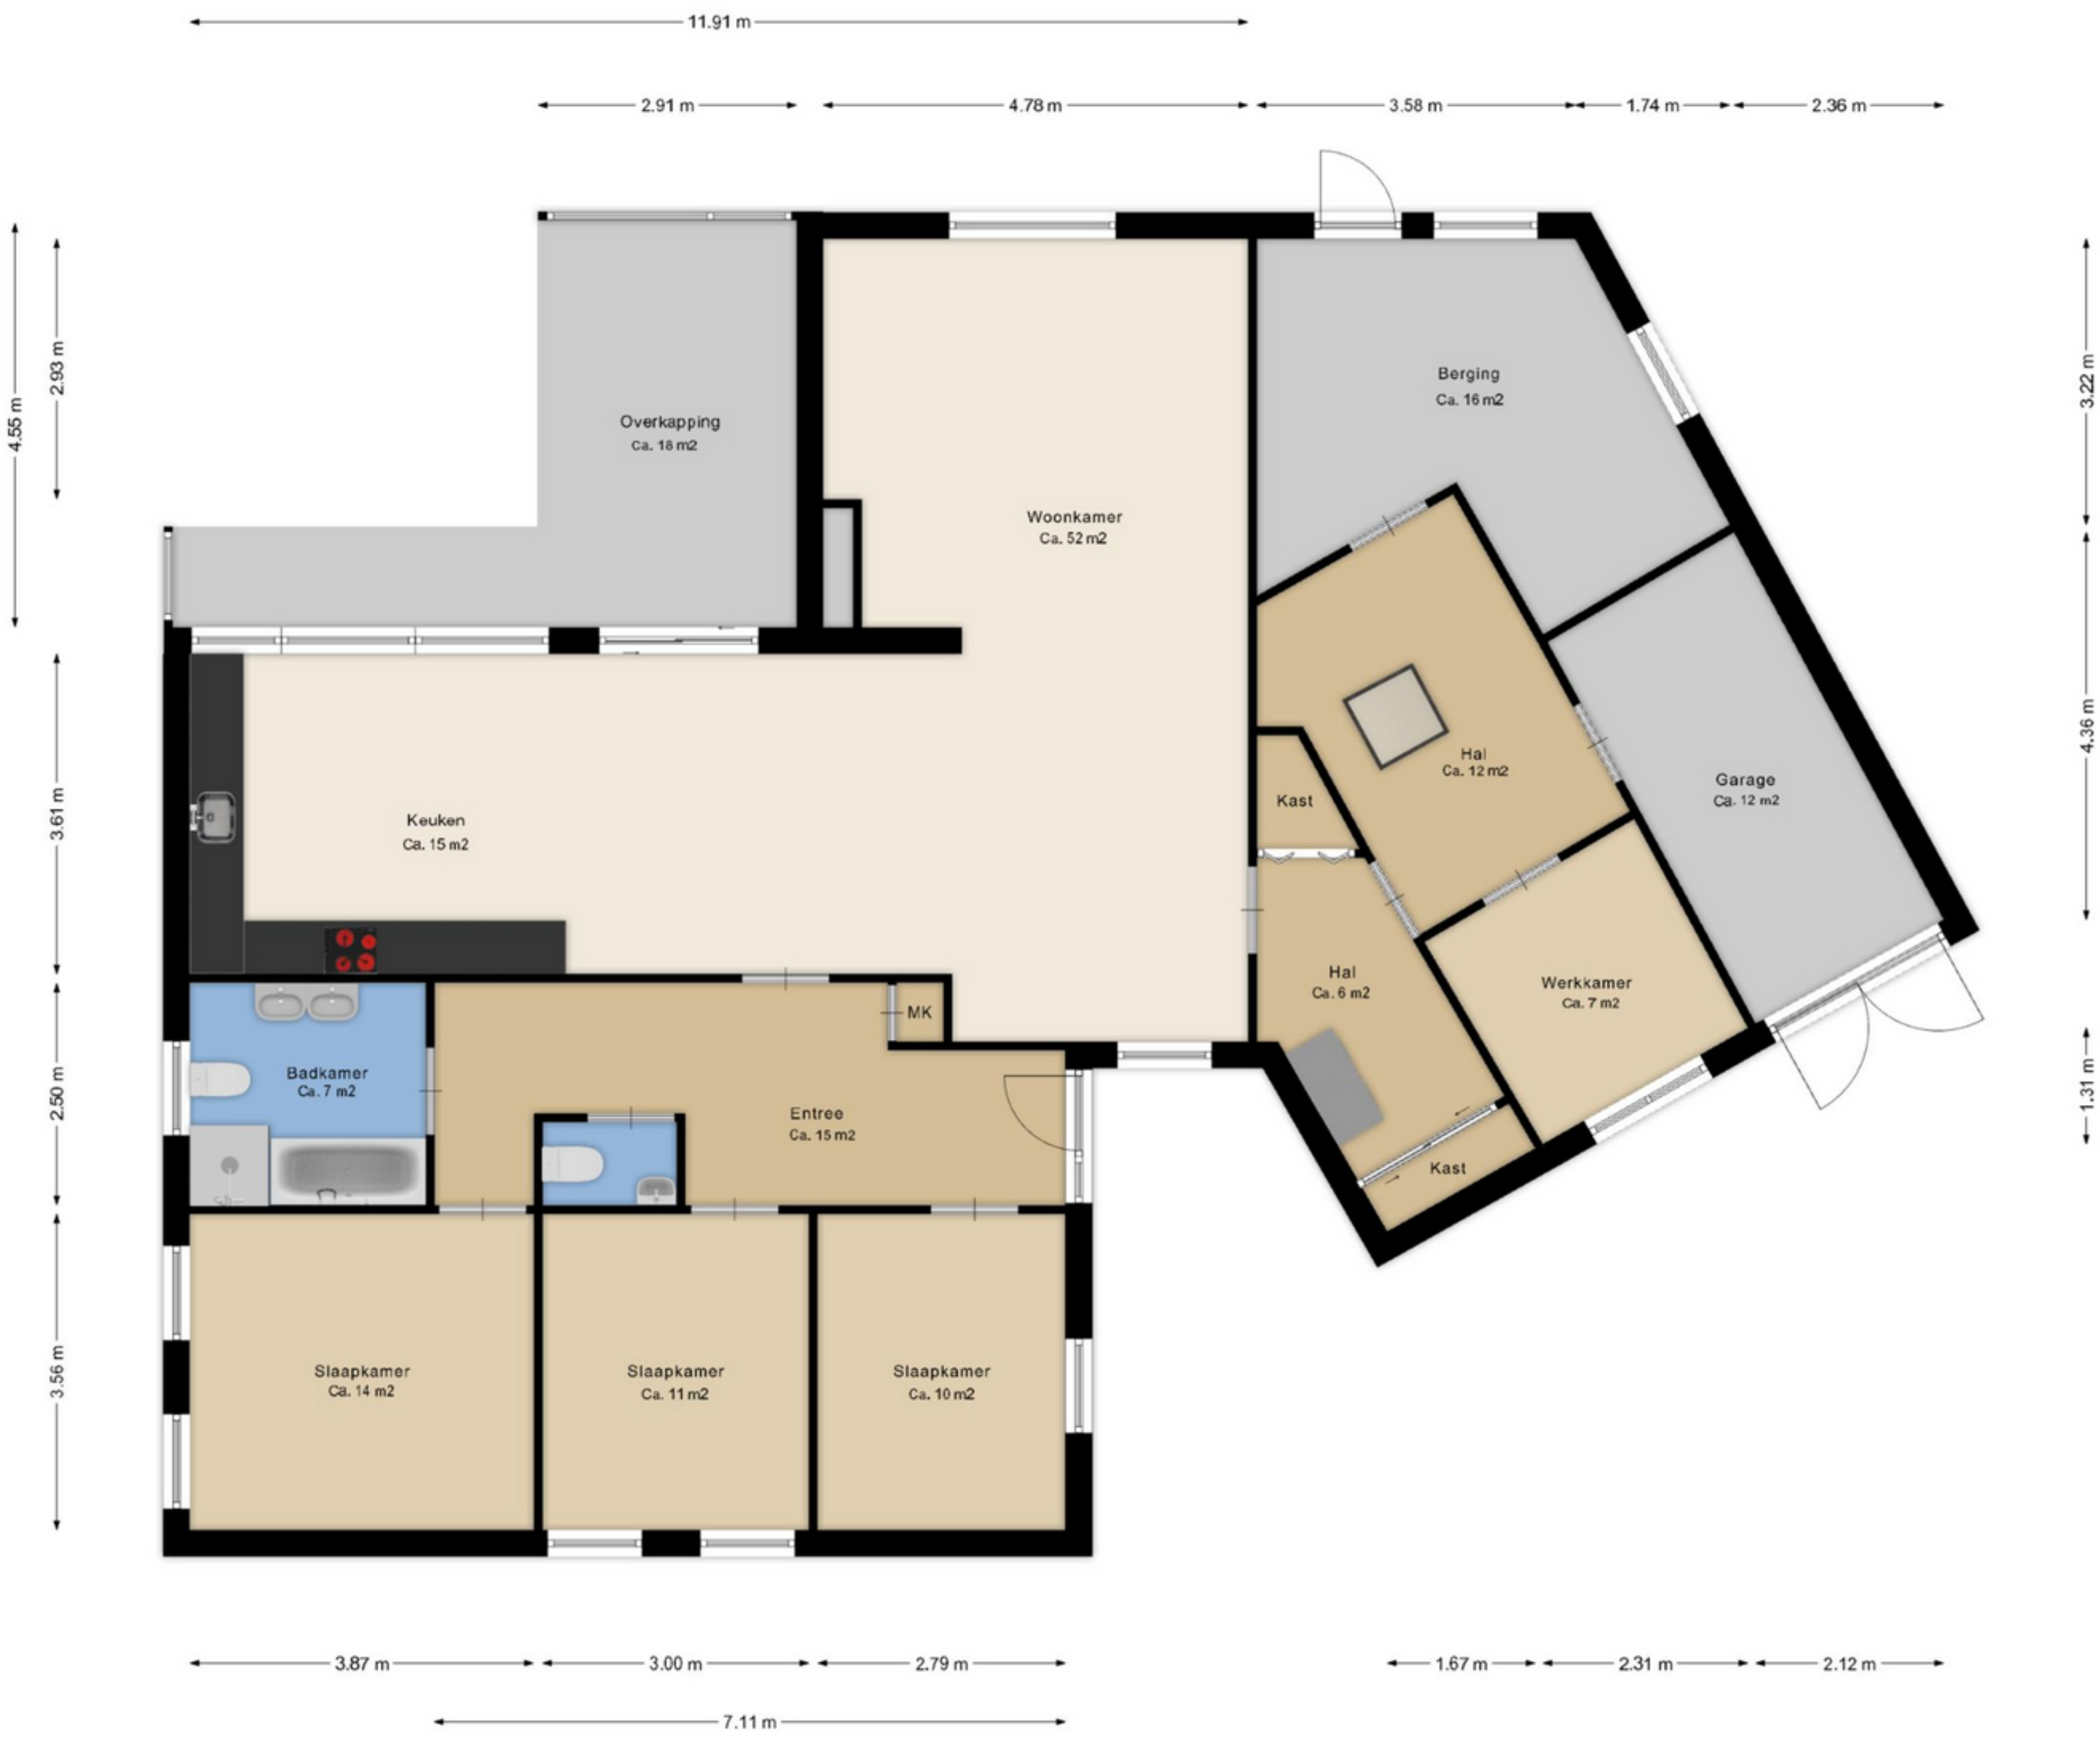 11.91 m
2.91 m
4.78 m
3.58 m
1.74 m
2.36 m
4.55 m
2.93 m
3.22 m
Berging
Ca. 16 m2
Overkapping
Ca. 18 m2
Woonkamer
Ca. 52 m2
4.36 m
Hal
Ca. 12 m2
Garage
Ca. 12 m2
Kast
3.61 m
Keuken
Ca. 15 m2
Hal
Ca. 6 m2
Werkkamer
Ca. 7 m2
MK
2.50 m
Badkamer
Ca. 7 m2
1.31 m
Entree
Ca. 15 m2
Kast
3.56 m
Slaapkamer
Ca. 14 m2
Slaapkamer
Ca. 11 m2
Slaapkamer
Ca. 10 m2
3.87 m
3.00 m
2.79 m
1.67 m
2.31 m
2.12 m
7.11 m